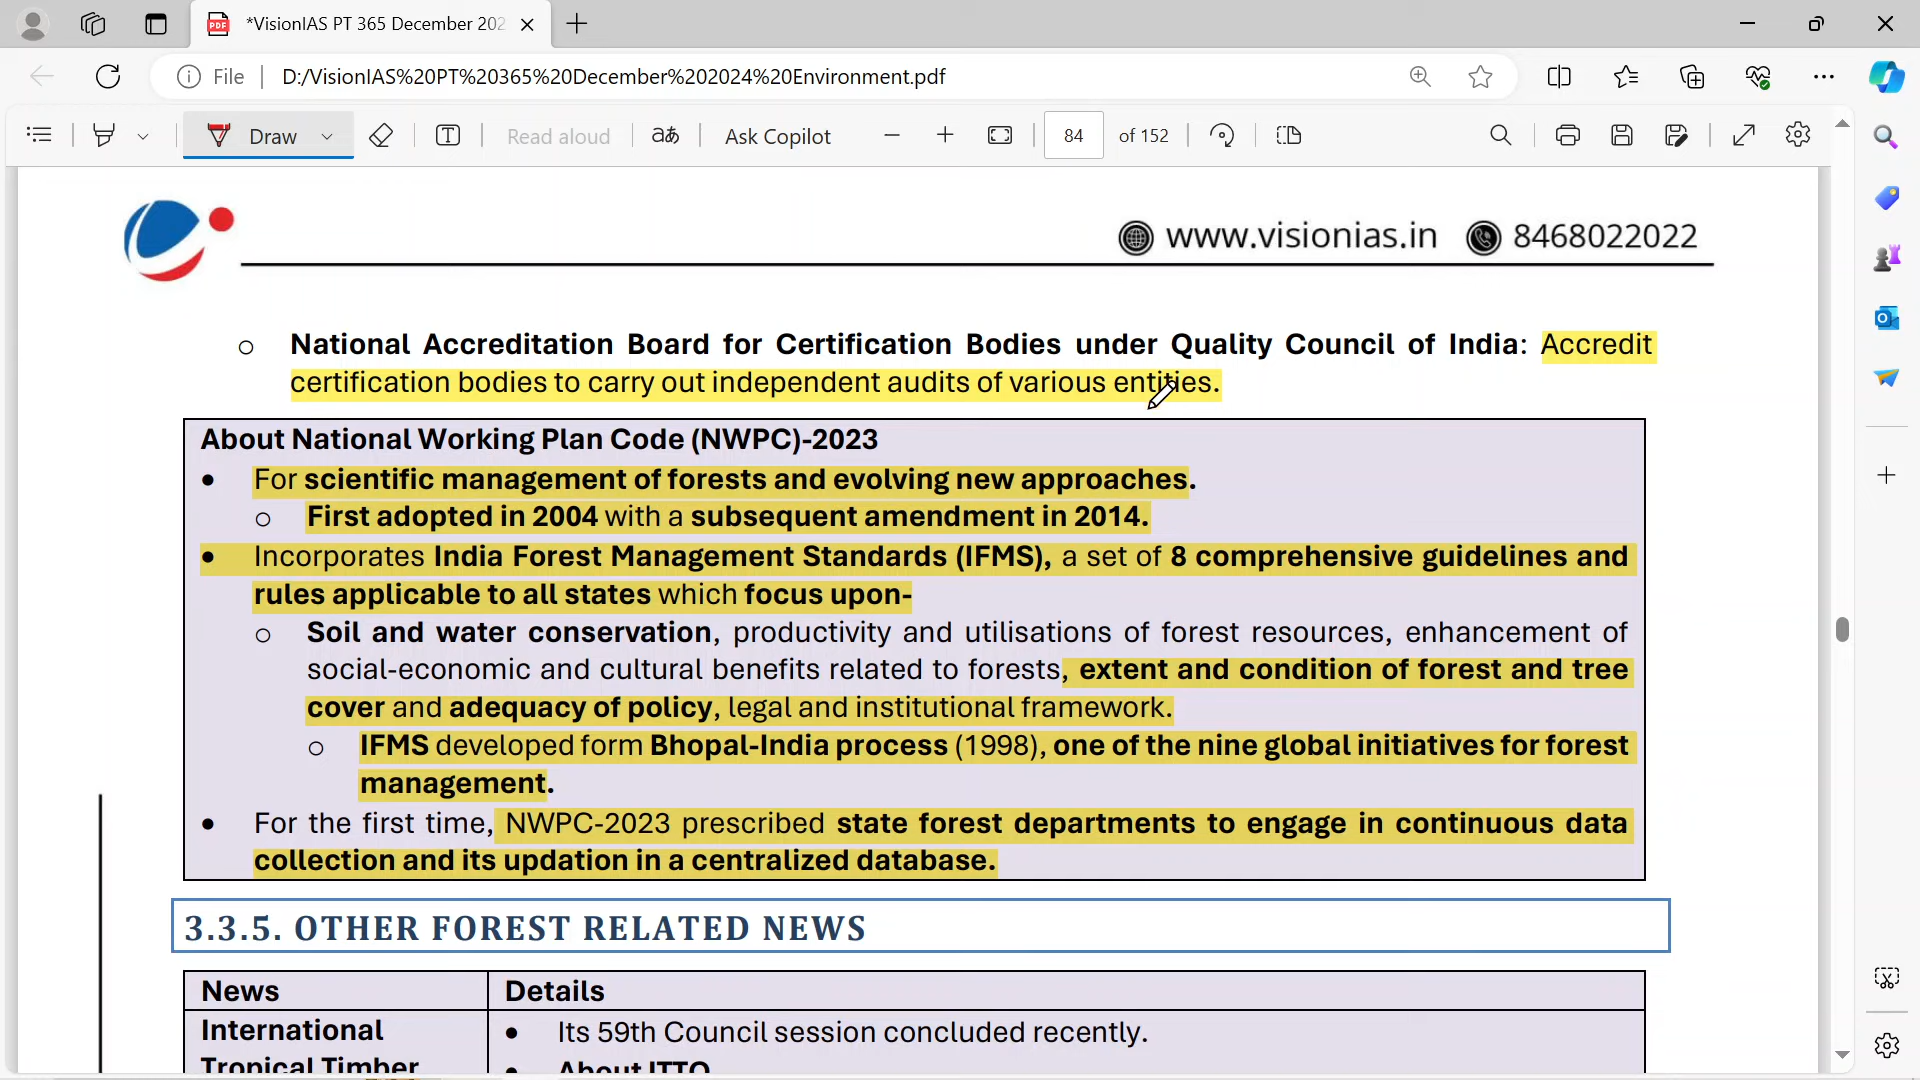 *VisionIAS PT 365 December 202
File
D:/VisionIAS%20PT%20365%20December%202024%20Environment.pdf
Draw
Read aloud
aあ
Ask Copilot
84 of 152
www.visionias.in 8468022022
National Accreditation Board for Certification Bodies under Quality Council of India: Accredit
certification bodies to carry out independent audits of various entities.
About National Working Plan Code (NWPC)-2023
For scientific management of forests and evolving new approaches.
First adopted in 2004 with a subsequent amendment in 2014.
Incorporates India Forest Management Standards (IFMS), a set of 8 comprehensive guidelines and
rules applicable to all states which focus upon-
Soil and water conservation, productivity and utilisations of forest resources, enhancement of
social-economic and cultural benefits related to forests, extent and condition of forest and tree
cover and adequacy of policy, legal and institutional framework.
IFMS developed form Bhopal-India process (1998), one of the nine global initiatives for forest
management.
For the first time, NWPC-2023 prescribed state forest departments to engage in continuous data
collection and its updation in a centralized database.
3.3.5. OTHER FOREST RELATED NEWS
News Details
International
Its 59th Council session concluded recently.
Tropical Timber
About ITTO